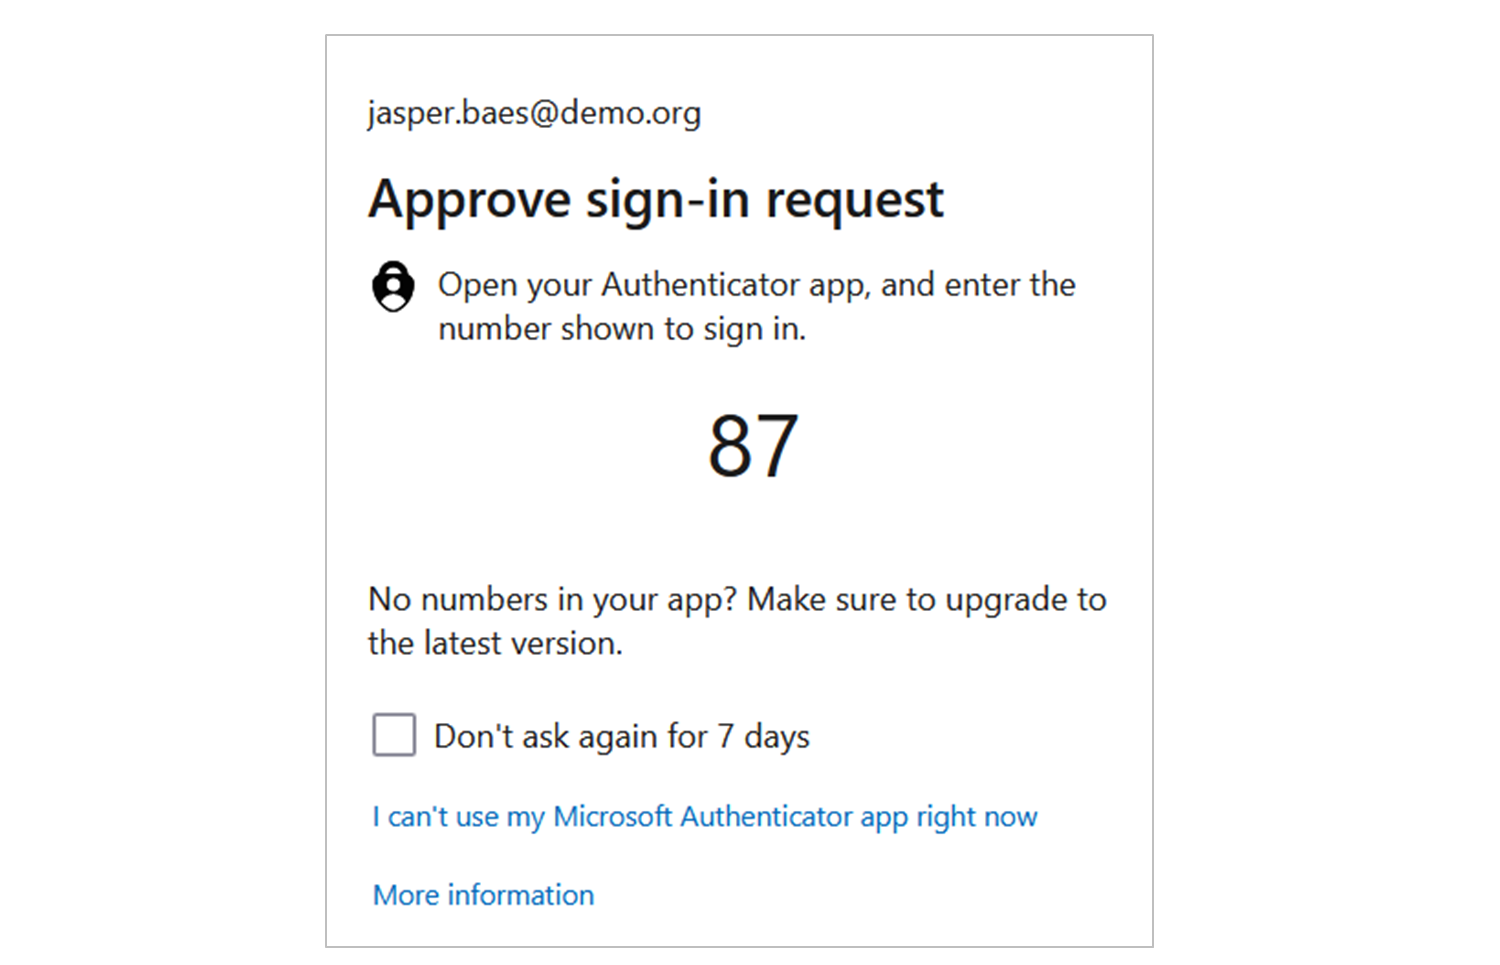 jasper.baes@demo.org
Approve sign-in request
Open your Authenticator app, and enter the
number shown to sign in.
87
No numbers in your app? Make sure to upgrade to
the latest version.
Don't ask again for 7 days
I can't use my Microsoft Authenticator app right now
More information